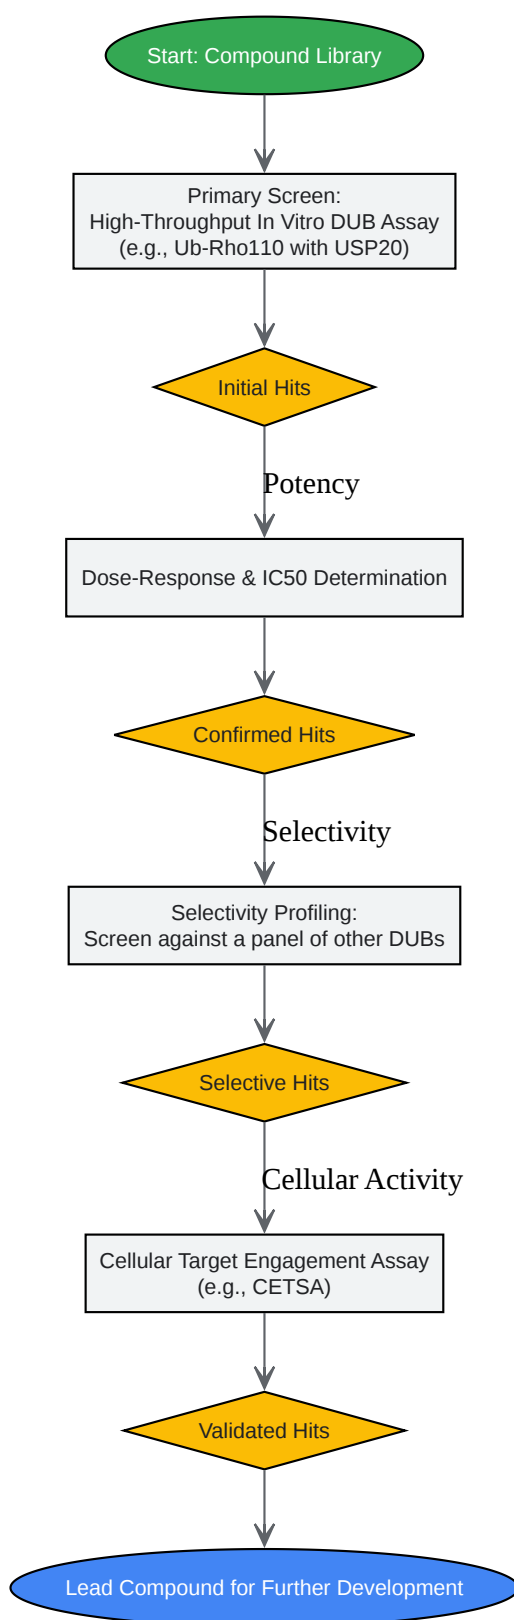 Start: Compound Library
Primary Screen:
High-Throughput In Vitro DUB Assay
(e.g., Ub-Rho110 with USP20)
Initial Hits
Potency
Dose-Response & IC50 Determination
Confirmed Hits
Selectivity
Selectivity Profiling:
Screen against a panel of other DUBs
Selective Hits
Cellular Activity
Cellular Target Engagement Assay
(e.g., CETSA)
Validated Hits
Lead Compound for Further Development